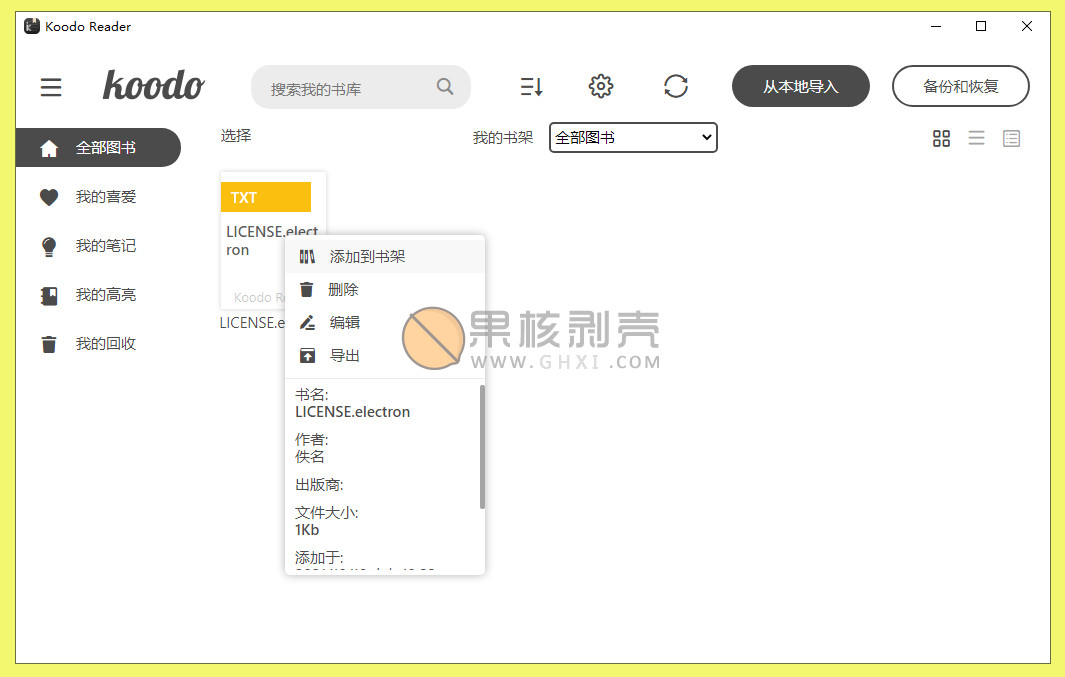 Koodo Reader
koodo
搜索我的书库
从本地导入
备份和恢复
全部图书
我的喜爱
我的笔记
我的高亮
我的回收
选择
我的书架
全部图书
TXT
LICENSE.elect
ron
Koodo Re
LICENSE.e
添加到书架
删除
编辑
导出
书名:
LICENSE.electron
作者:
佚名
出版商:
文件大小:
1Kb
添加于:
果核剥壳
WWW.GHXI.COM